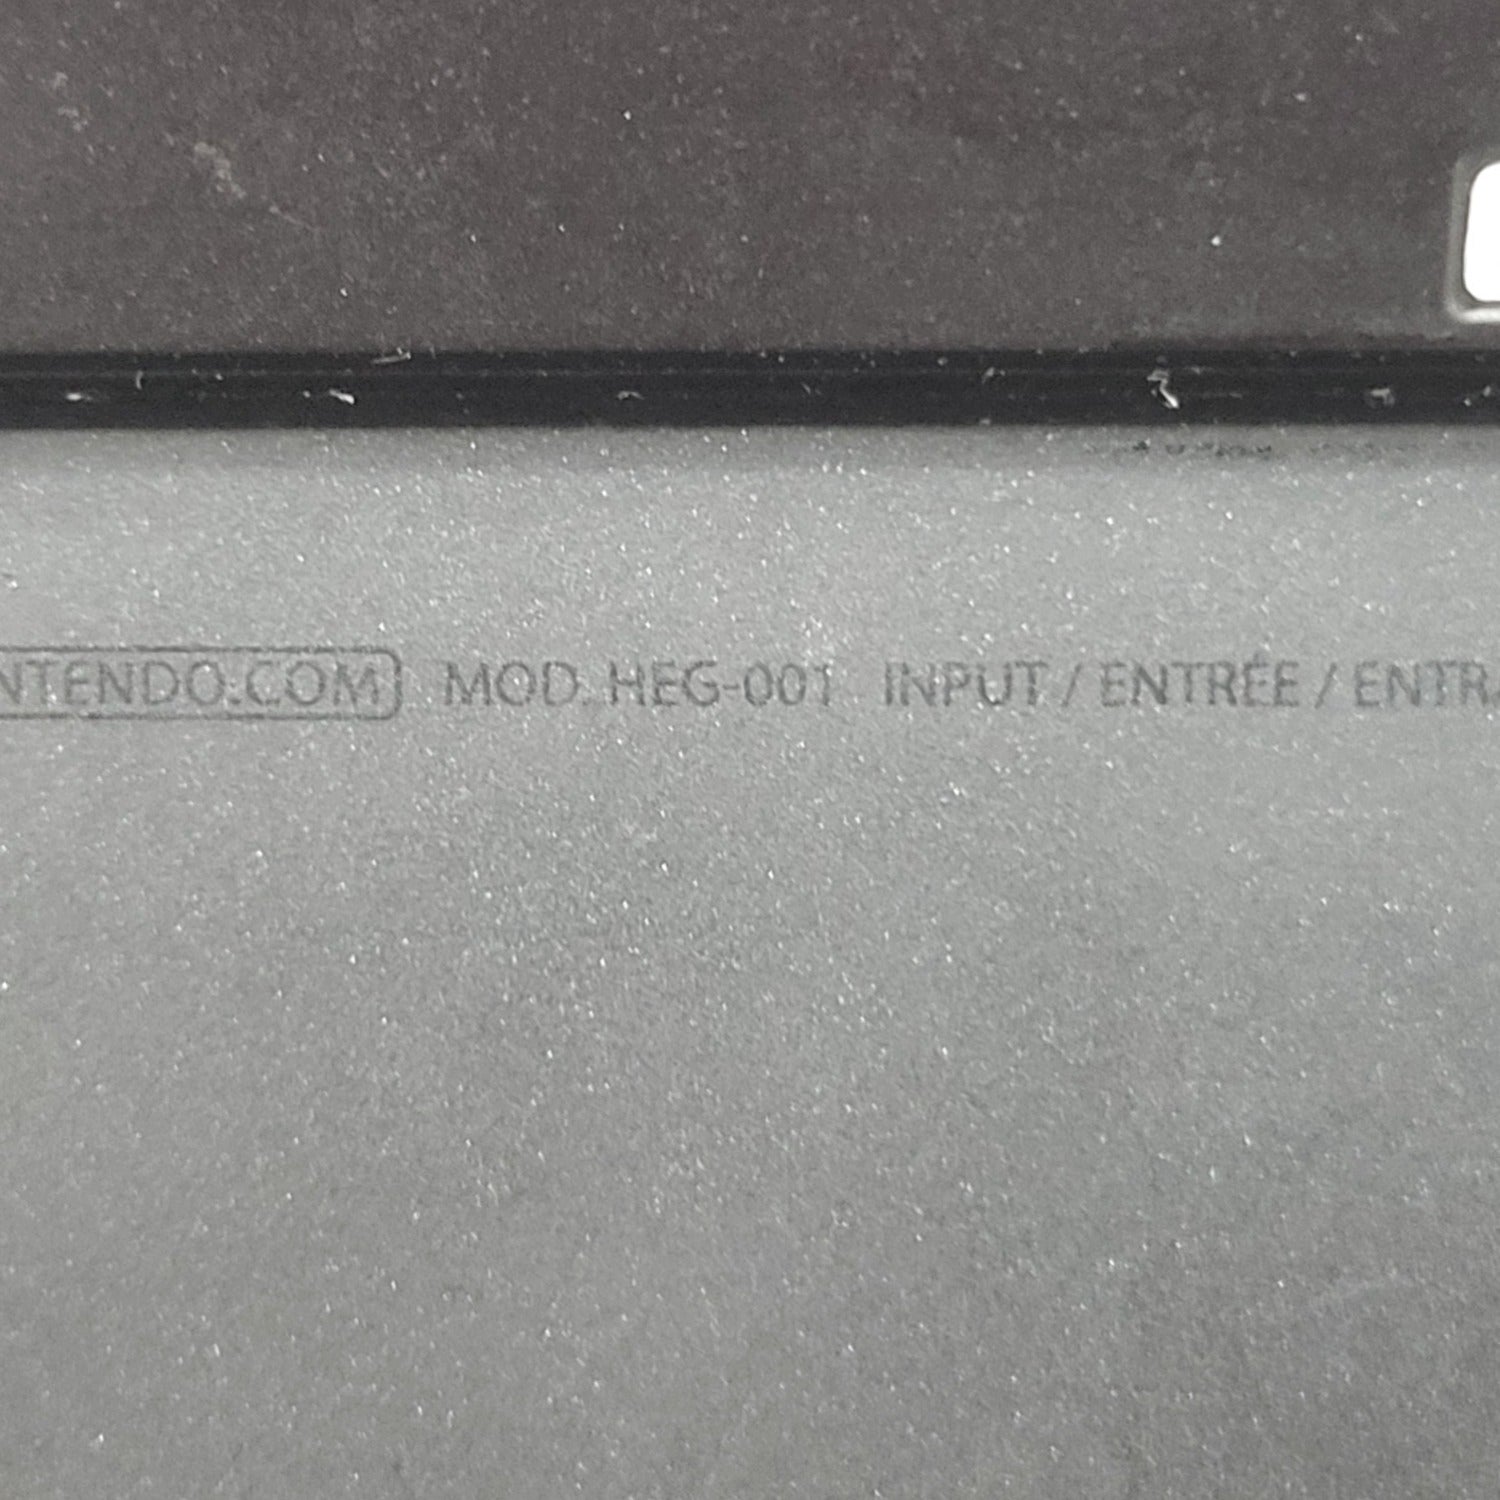 NTENDO.COM MOD. HEG-001 INPUT / ENTRÉE / ENTR